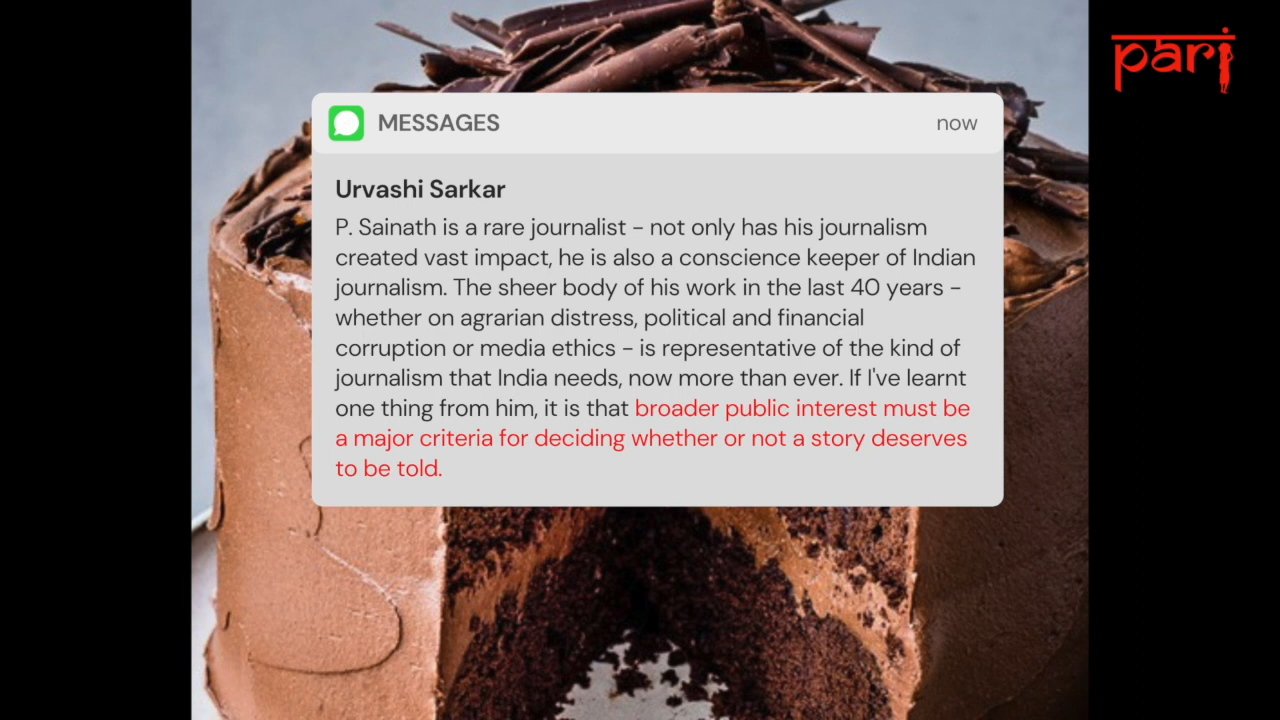 pari
MESSAGES
now
Urvashi Sarkar
P. Sainath is a rare journalist – not only has his journalism
created vast impact, he is also a conscience keeper of Indian
journalism. The sheer body of his work in the last 40 years –
whether on agrarian distress, political and financial
corruption or media ethics – is representative of the kind of
journalism that India needs, now more than ever. If I've learnt
one thing from him, it is that broader public interest must be
a major criteria for deciding whether or not a story deserves
to be told.